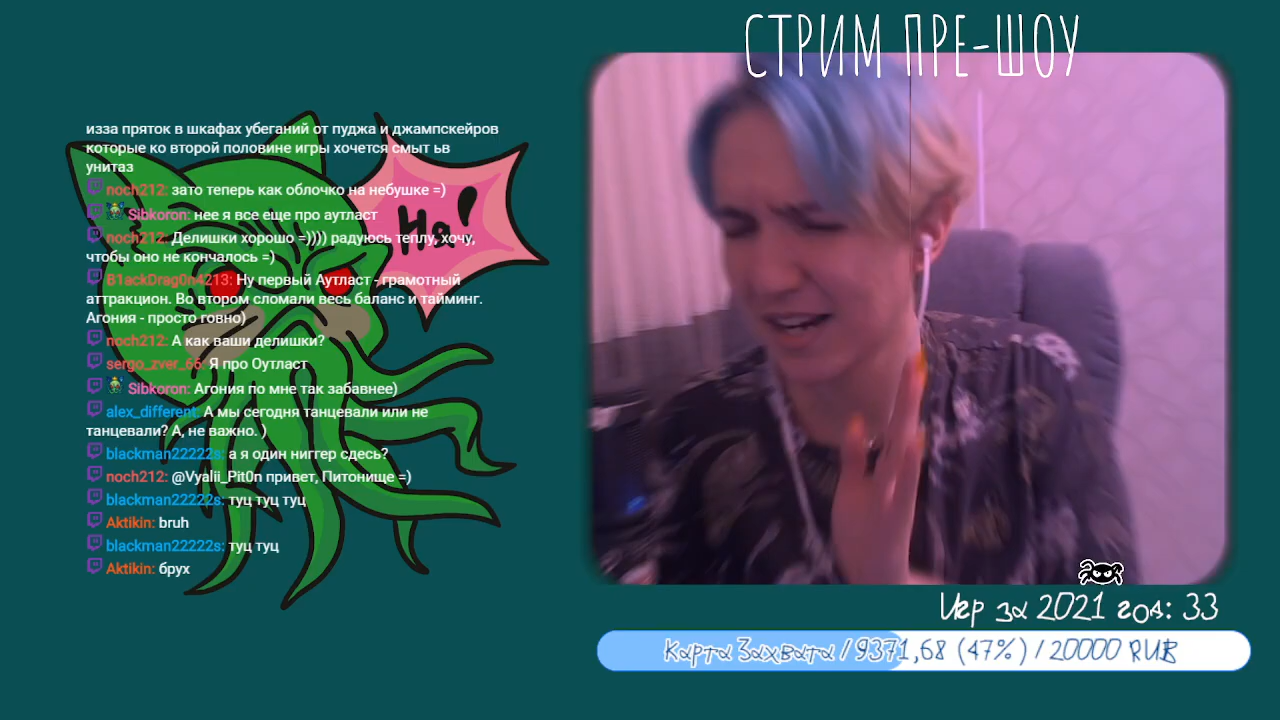 СТРИМ ПРЕ-ШОУ
изза пряток в шкафах убеганий от пуджа и джампскейров
которые ко второй половине игры хочется смыт ьв
унитаз
noch212: зато теперь как облочко на небушке =)
Sibkoron: нее я все еще про аутласт
noch212: Делишки хорошо =)))) радуюсь теплу, хочу,
чтобы оно не кончалось =)
B1ackDrag0n4213: Ну первый Аутласт - грамотный
аттракцион. Во втором сломали весь баланс и тайминг.
Агония - просто говно)
noch212: А как ваши делишки?
sergo_zver_66: Я про Оутласт
Sibkoron: Агония по мне так забавнее)
alex_different: А мы сегодня танцевали или не
танцевали? А, не важно. )
blackman22222s: а я один ниггер сдесь?
noch212: @Vyalii_Pit0n привет, Питонище =)
blackman22222s: туц туц туц
Aktikin: bruh
blackman22222s: туц туц
Aktikin: брух
Ня!
Игр за 2021 год: 33
Карта Захвата / 9371,68 (47%) / 20000 RUB